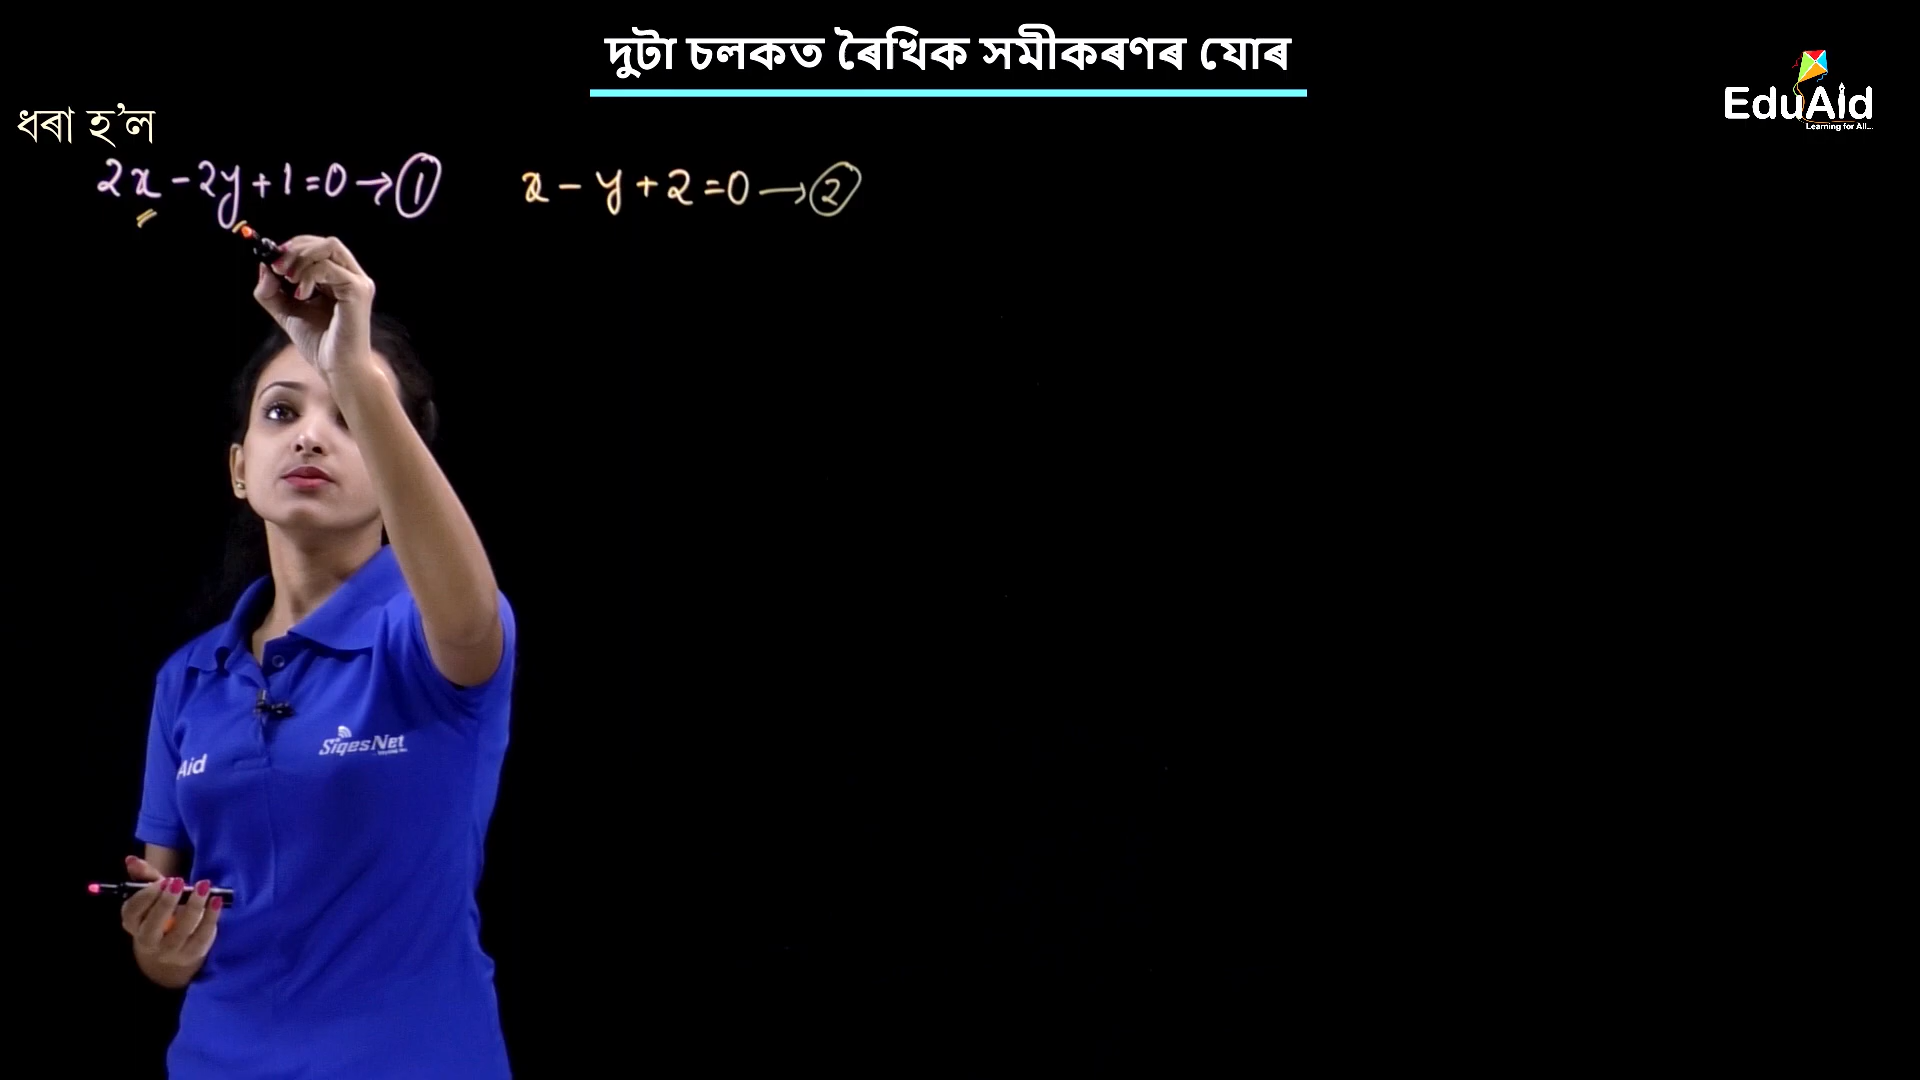 দুটা চলকত ৰৈখিক সমীকৰণৰ যোৰ
EduAid
Learning for All...
ধৰা হ’ল
2x - 2y + 1 = 0 → ① x - y + 2 = 0 → ②
SiqesNet
Aid